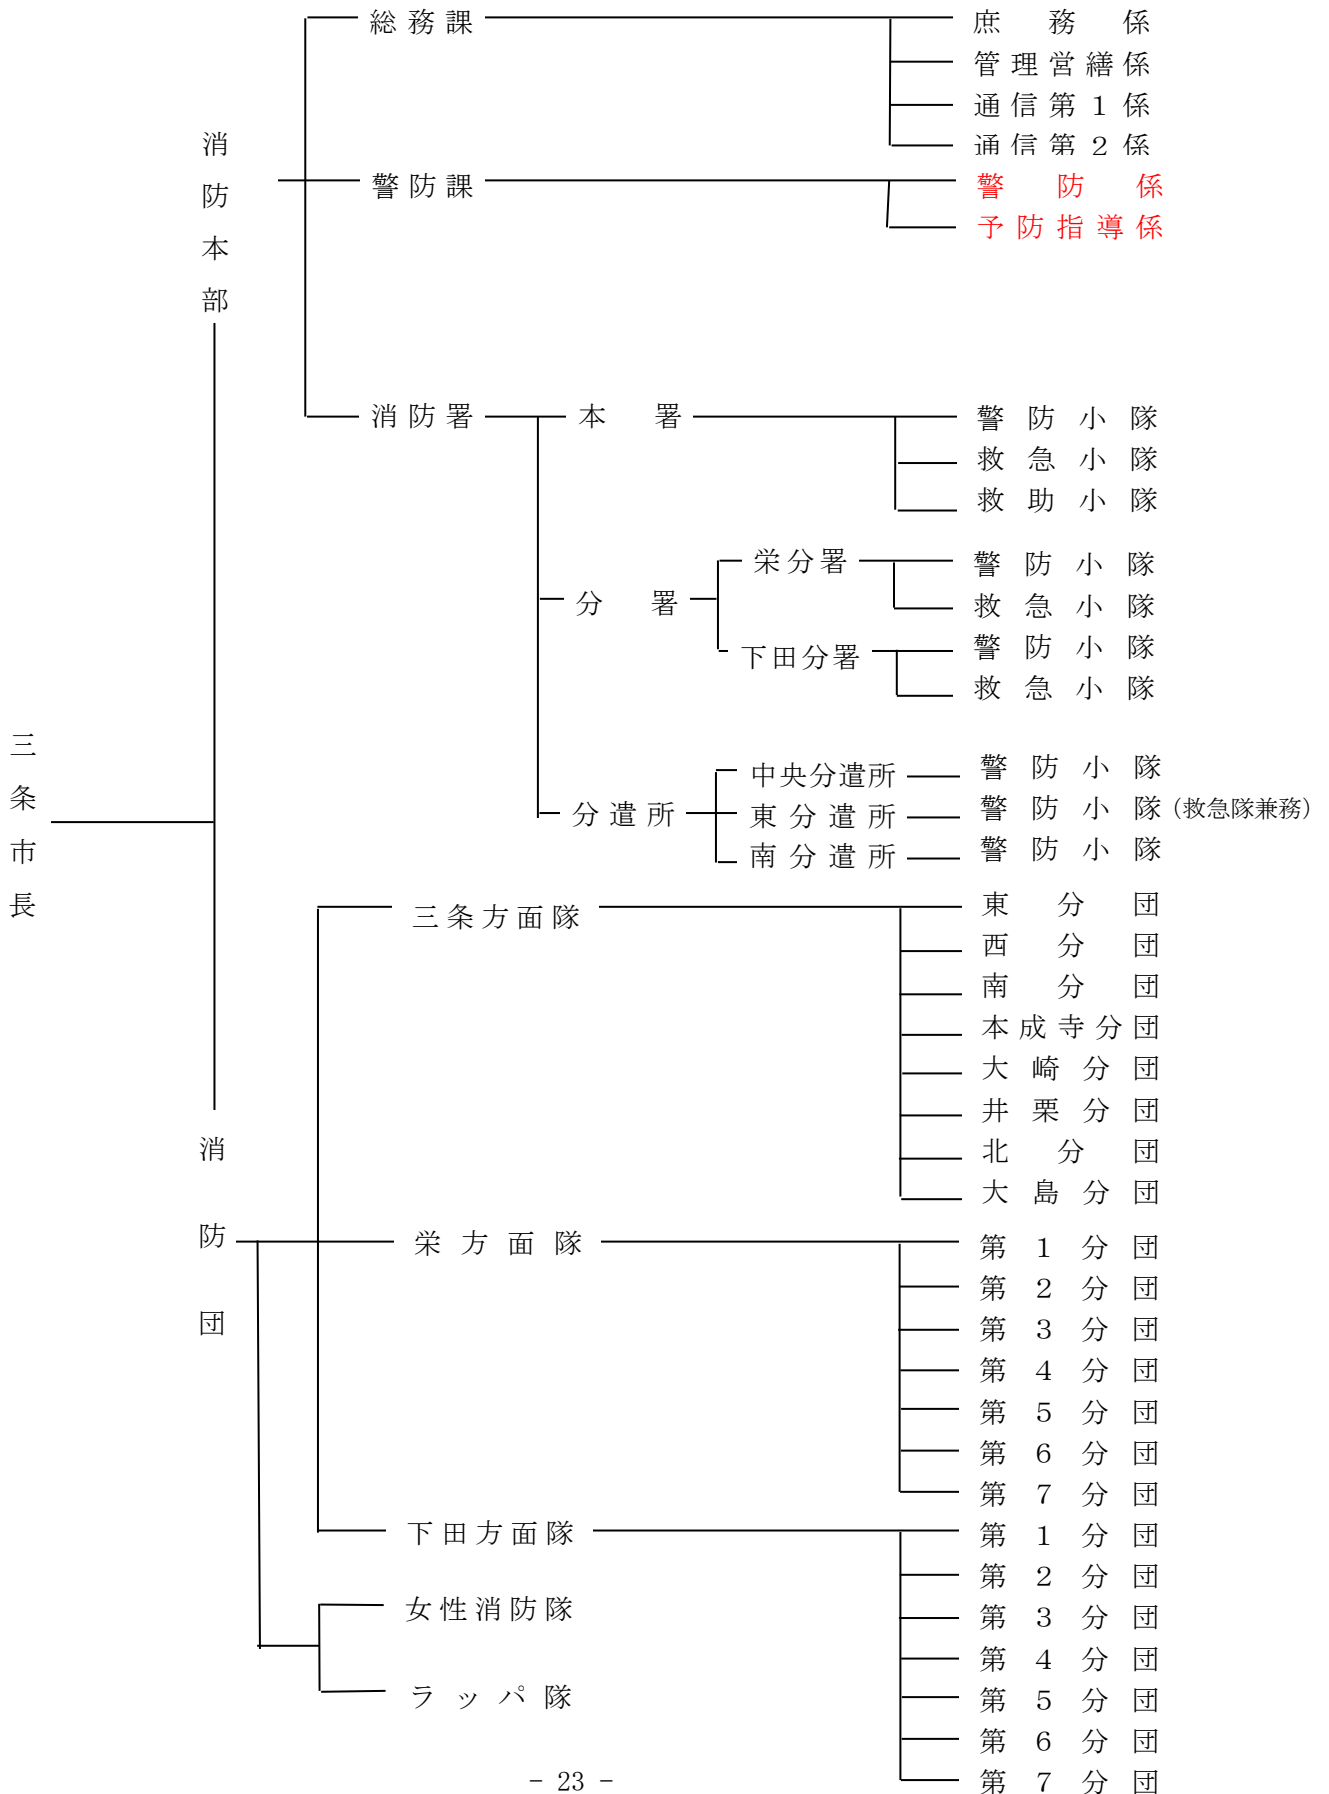 総務課 庶務係
管理営繕係
通信第１係
通信第２係
消防本部
警防課 警防係
予防指導係
消防署 本署 警防小隊
救急小隊
救助小隊
分署 栄分署 警防小隊
救急小隊
下田分署 警防小隊
救急小隊
三条市長
分遣所 中央分遣所 警防小隊
東分遣所 警防小隊（救急隊兼務）
南分遣所 警防小隊
消防団
三条方面隊 東分団
西分団
南分団
本成寺分団
大崎分団
井栗分団
北分団
大島分団
栄方面隊 第１分団
第２分団
第３分団
第４分団
第５分団
第６分団
第７分団
下田方面隊 第１分団
第２分団
女性消防隊 第３分団
第４分団
ラッパ隊 第５分団
第６分団
第７分団
- 23 -